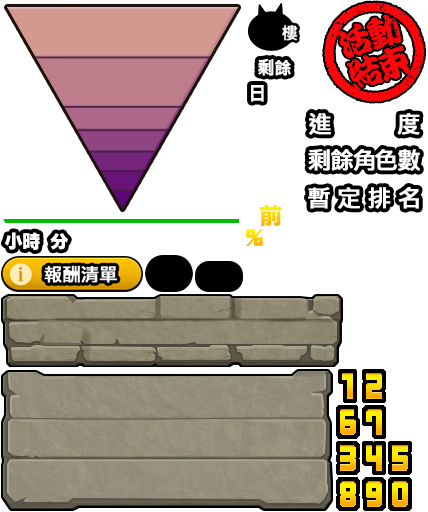 樓
活動
結束
剩餘
日
進度
剩餘角色數
暫定排名
前
%
小時 分
i 報酬清單
12
67
345
890